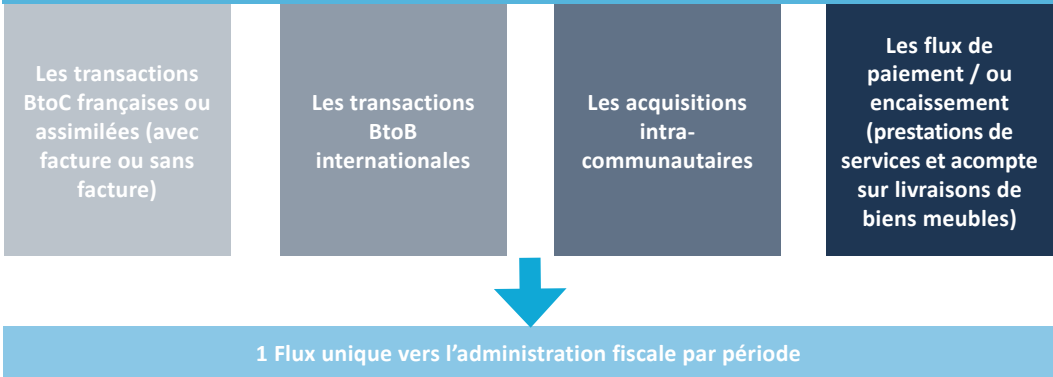 Les transactions
BtoC françaises ou
assimilées (avec
facture ou sans
facture)
Les transactions
BtoB
internationales
Les acquisitions
intra-
communautaires
Les flux de
paiement / ou
encaissement
(prestations de
services et acompte
sur livraisons de
biens meubles)
1 Flux unique vers l’administration fiscale par période